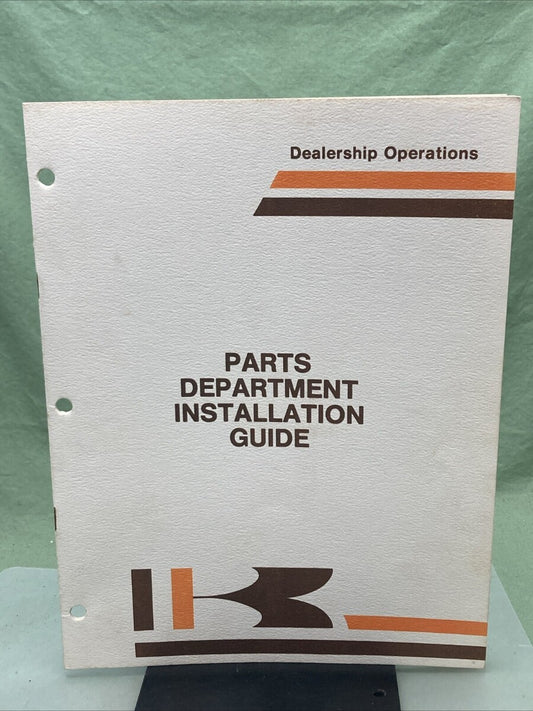 Dealership Operations
PARTS
DEPARTMENT
INSTALLATION
GUIDE